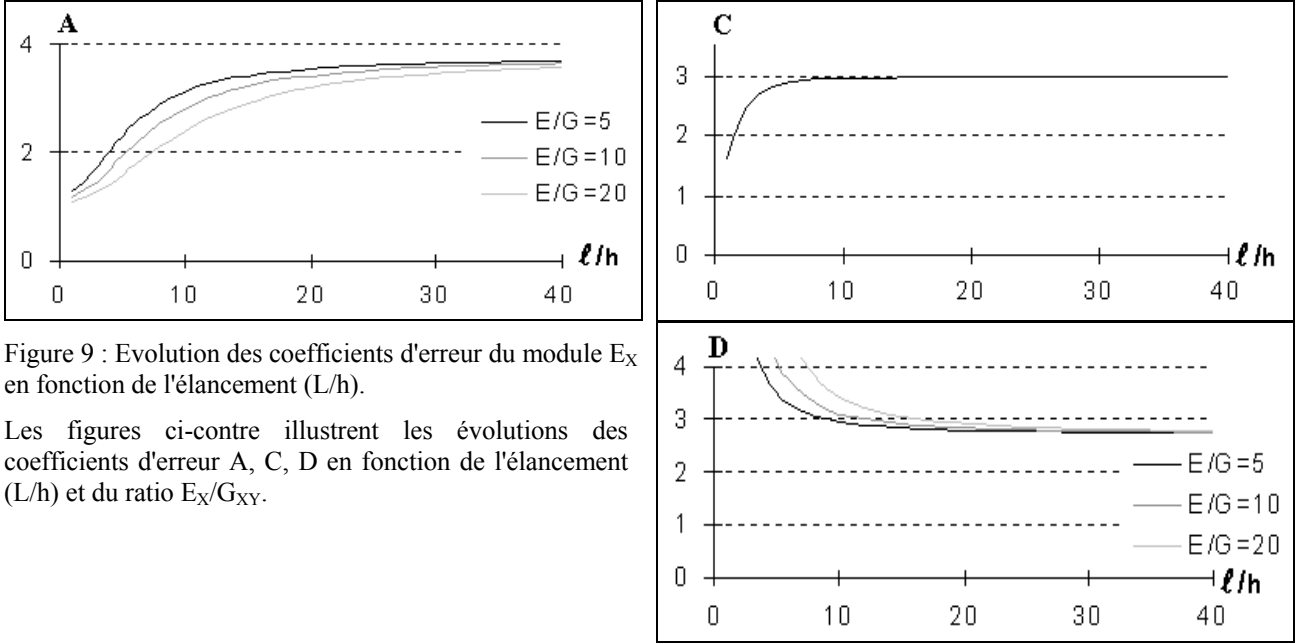 A
4
2
0
0 10 20 30 40
ℓ/h
E/G=5
E/G=10
E/G=20
Figure 9 : Evolution des coefficients d'erreur du module EX
en fonction de l'élancement (L/h).
Les figures ci-contre illustrent les évolutions des
coefficients d'erreur A, C, D en fonction de l'élancement
(L/h) et du ratio EX/GXY.
C
3
2
1
0
0 10 20 30 40
ℓ/h
D
4
3
2
1
0
0 10 20 30 40
ℓ/h
E/G=5
E/G=10
E/G=20